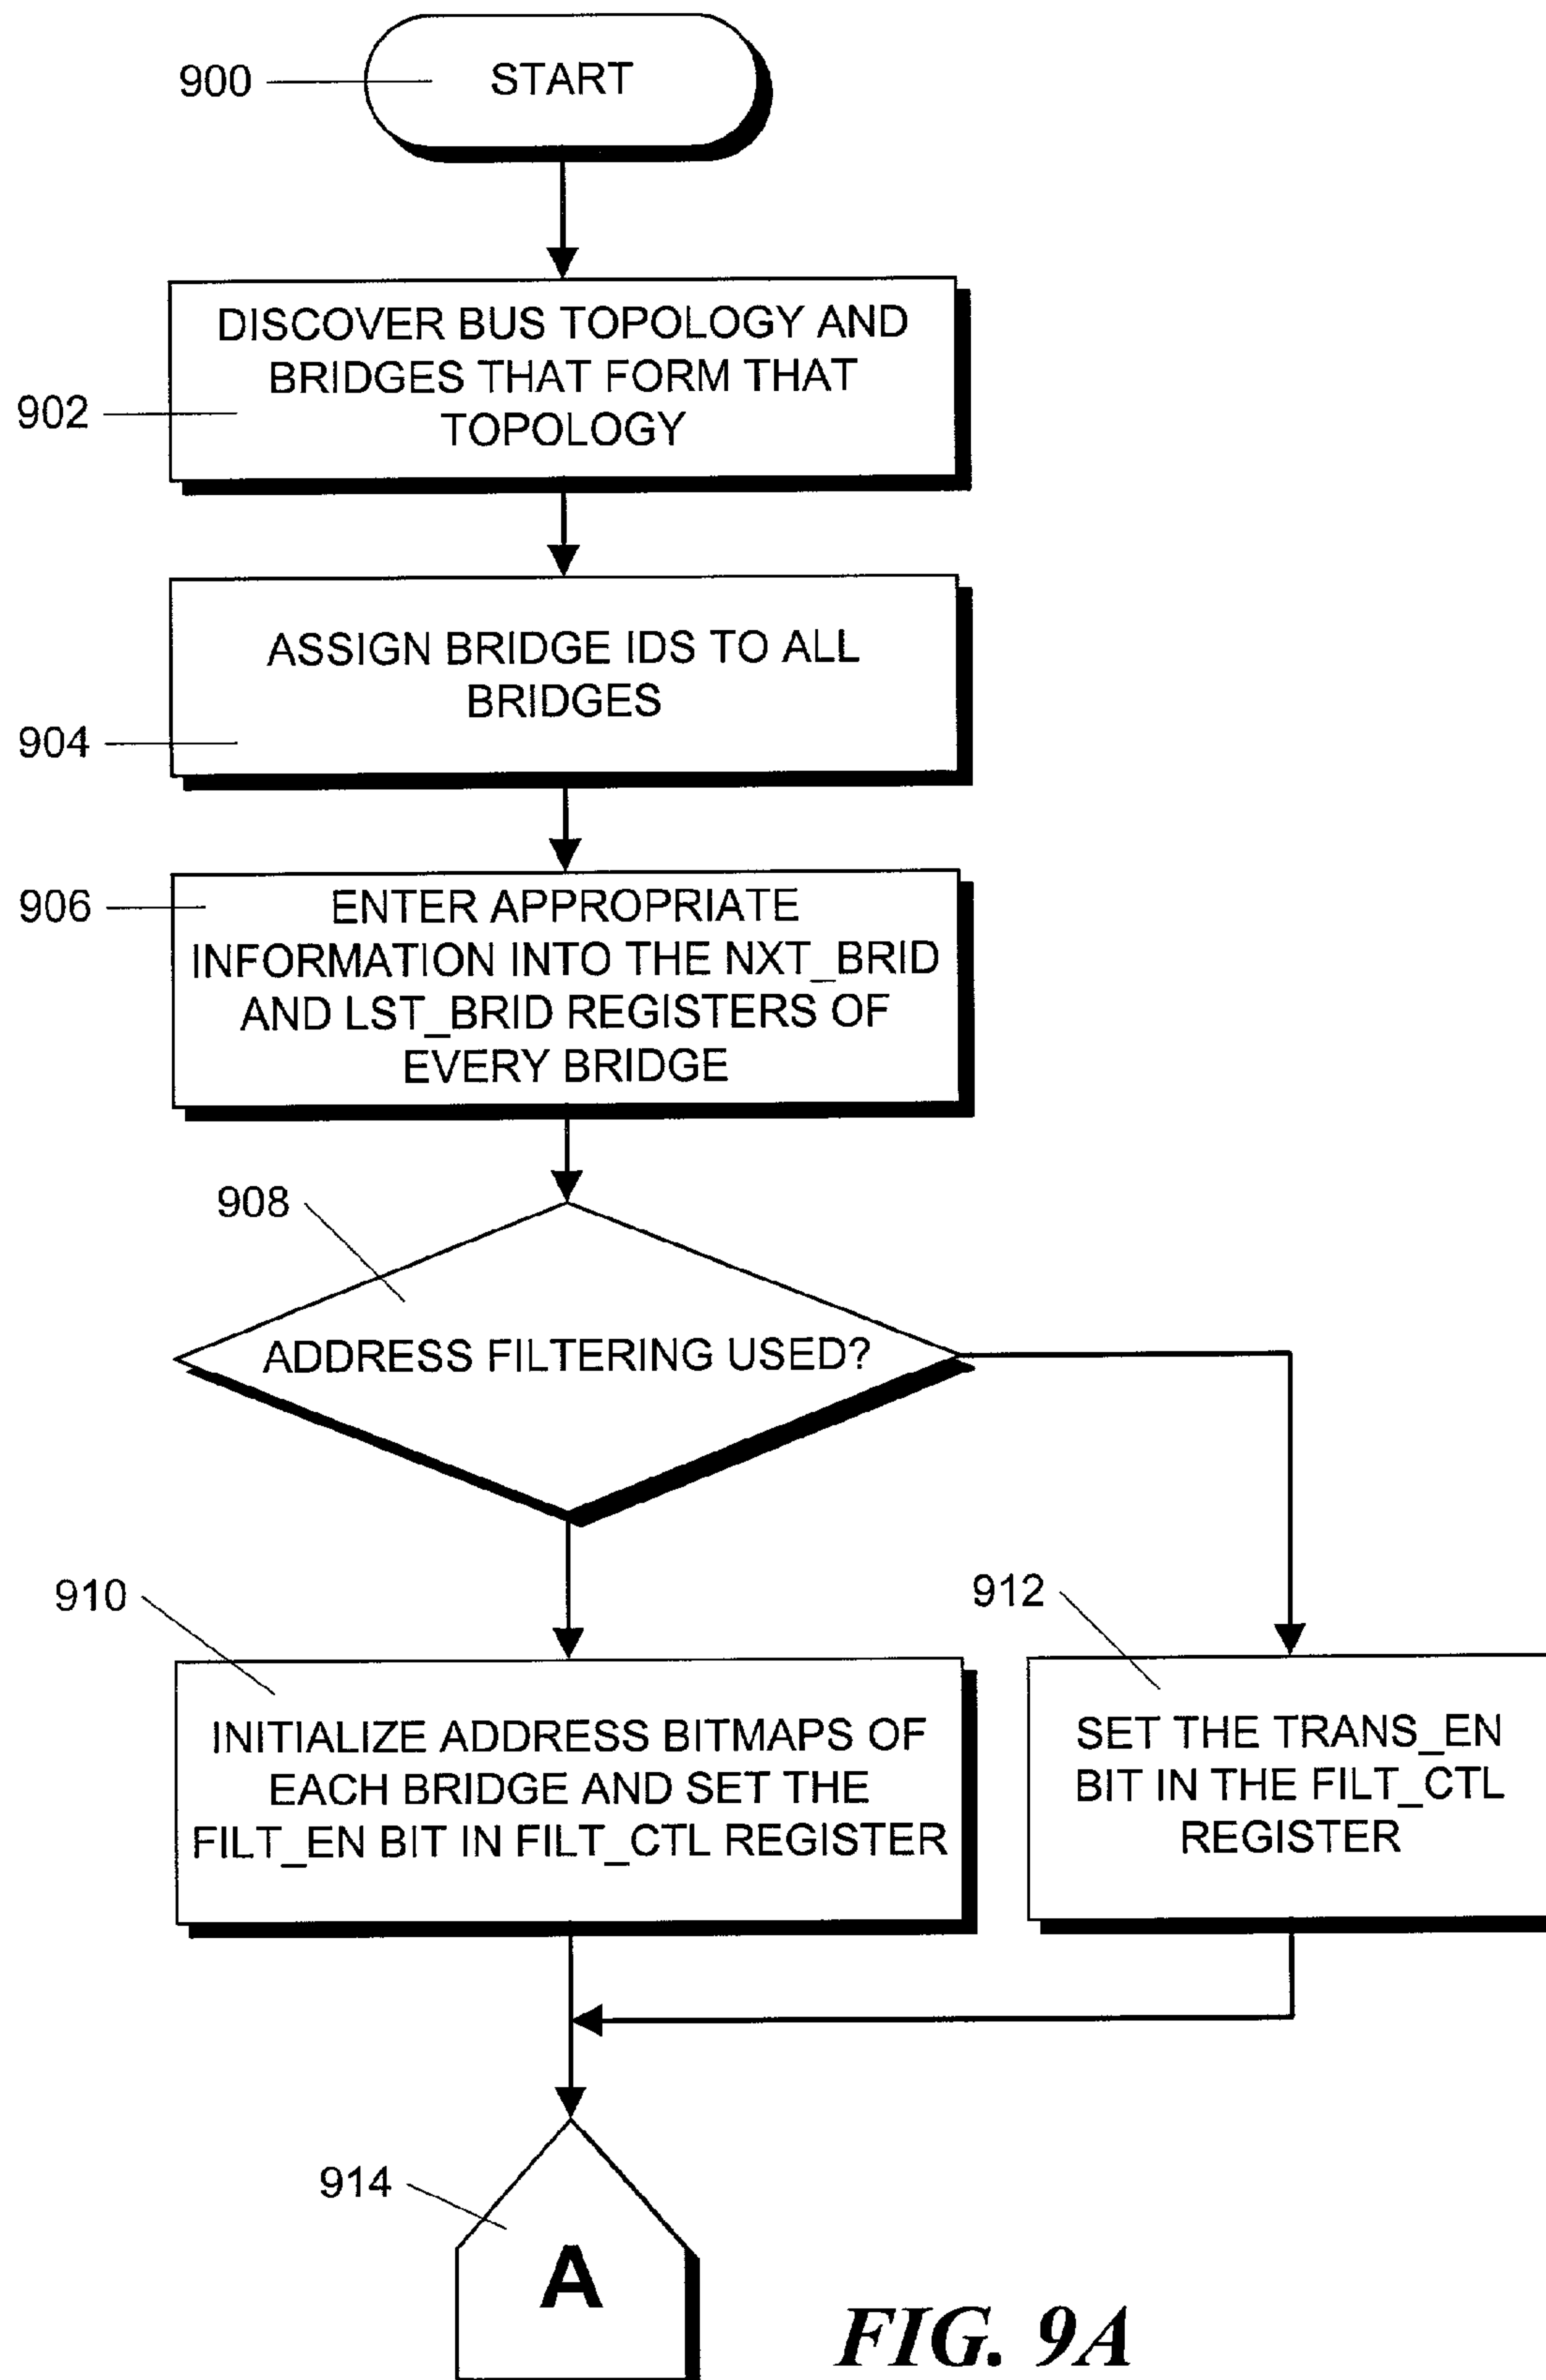 900
START
DISCOVER BUS TOPOLOGY AND
BRIDGES THAT FORM THAT
TOPOLOGY
902
ASSIGN BRIDGE IDS TO ALL
BRIDGES
904
906
ENTER APPROPRIATE
INFORMATION INTO THE NXT_BRID
AND LST_BRID REGISTERS OF
EVERY BRIDGE
908
ADDRESS FILTERING USED?
910
INITIALIZE ADDRESS BITMAPS OF
EACH BRIDGE AND SET THE
FILT_EN BIT IN FILT_CTL REGISTER
912
SET THE TRANS_EN
BIT IN THE FILT_CTL
REGISTER
914
A
FIG. 9A